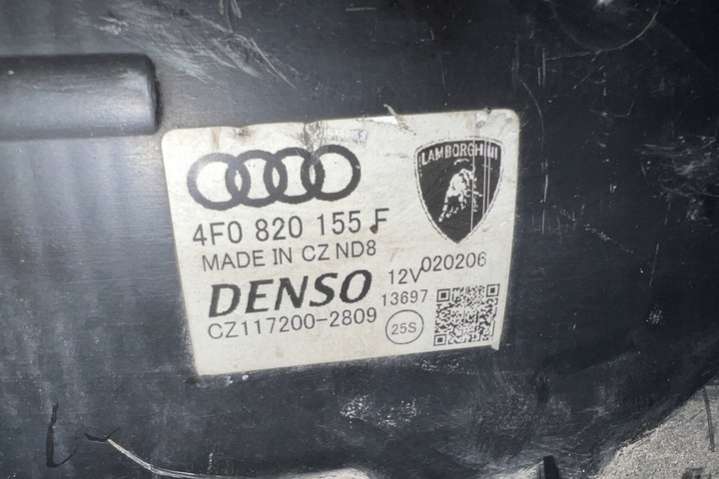 LAMBORGHINI
4F0 820 155 F
MADE IN CZ ND8
DENSO
12V 020206
13697
CZ117200-2809
25S